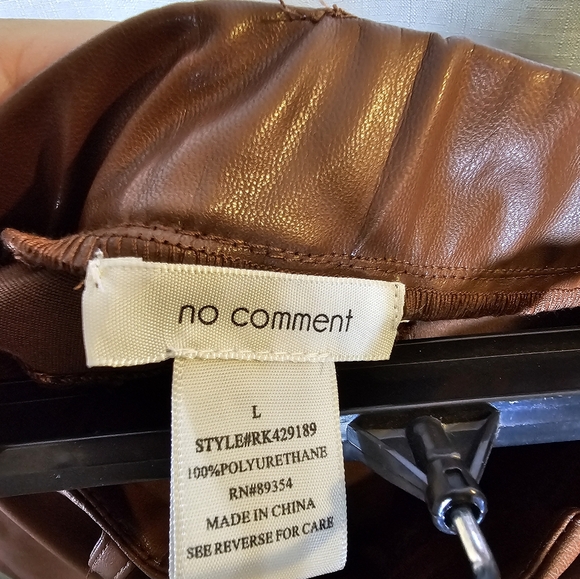 no comment
L
STYLE#RK429189
100%POLYURETHANE
RN#89354
MADE IN CHINA
SEE REVERSE FOR CARE